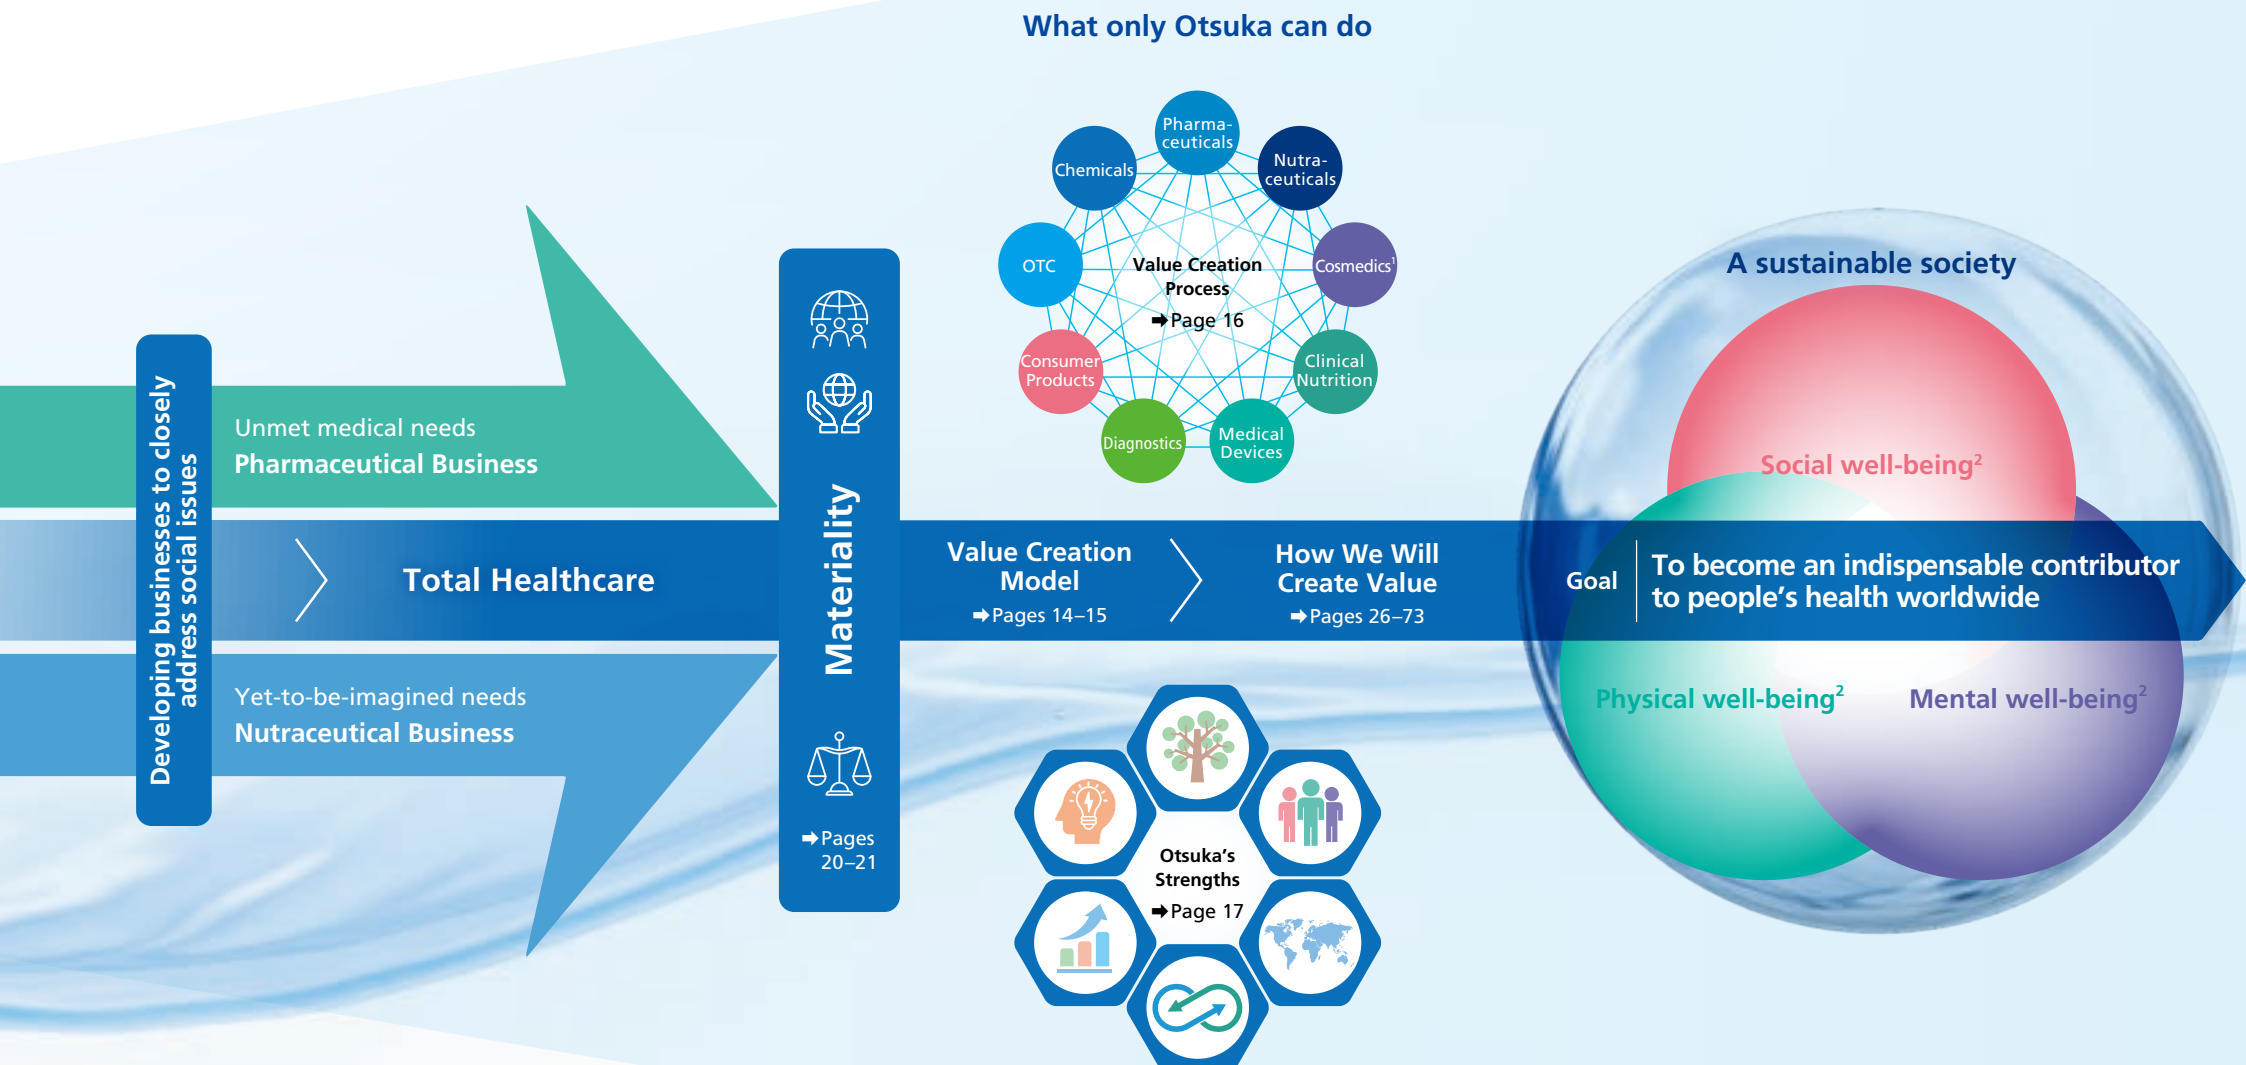 What only Otsuka can do
Developing businesses to closely
address social issues
Unmet medical needs
Pharmaceutical Business
Total Healthcare
Yet-to-be-imagined needs
Nutraceutical Business
Materiality
➡Pages
20–21
Pharma-
ceuticals
Nutra-
ceuticals
Cosmedics¹
Clinical
Nutrition
Medical
Devices
Diagnostics
Consumer
Products
OTC
Chemicals
Value Creation
Process
➡Page 16
Value Creation
Model
➡Pages 14–15
How We Will
Create Value
➡Pages 26–73
Otsuka’s
Strengths
➡Page 17
A sustainable society
Social well-being²
Goal
To become an indispensable contributor
to people’s health worldwide
Physical well-being²
Mental well-being²